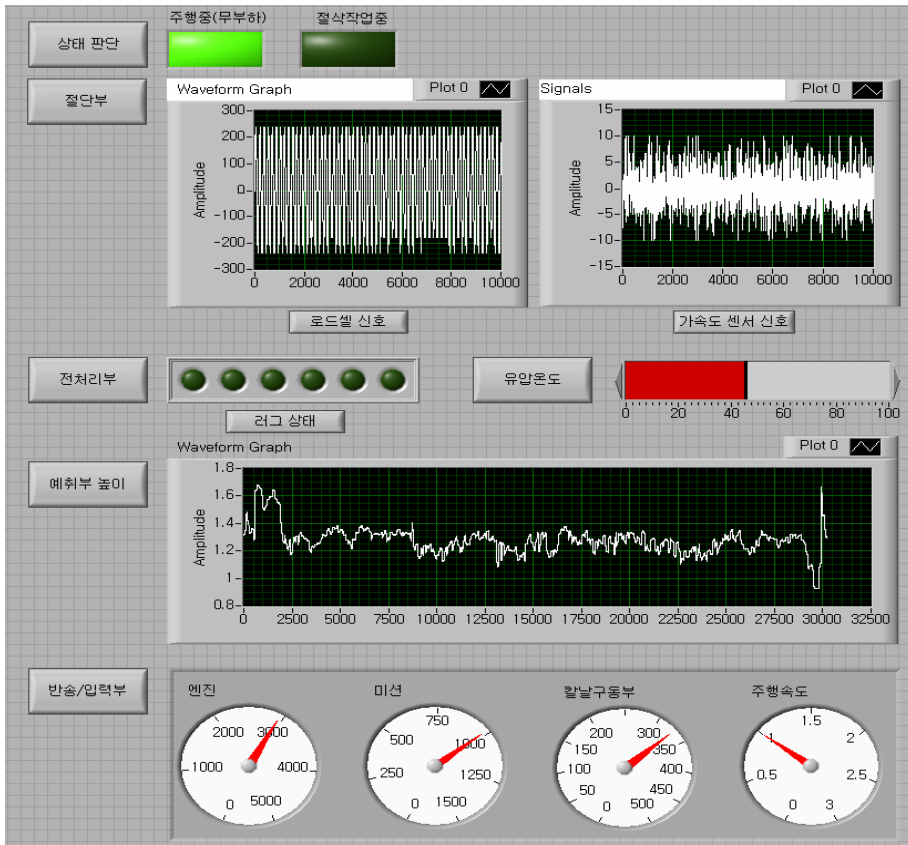 주행중(무부하) 절삭작업중
상태 판단
절단부
Waveform Graph Plot 0
Amplitude
300
200
100
0
-100
-200
-300
0 2000 4000 6000 8000 10000
로드셀 신호
Signals Plot 0
Amplitude
15
10
5
0
-5
-10
-15
0 2000 4000 6000 8000 10000
가속도 센서 신호
전처리부
러그 상태
유압온도
0 20 40 60 80 100
예취부 높이
Waveform Graph Plot 0
Amplitude
1.8
1.6
1.4
1.2
1
0.8
0 2500 5000 7500 10000 12500 15000 17500 20000 22500 25000 27500 30000 32500
반송/입력부
엔진
0 1000 2000 3000 4000 5000
미션
0 250 500 750 1000 1250 1500
칼날구동부
0 50 100 150 200 300 350 400 450 500
주행속도
0 0.5 1 1.5 2 2.5 3